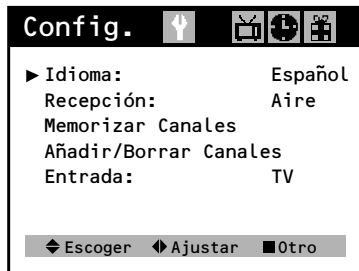 Config.
Idioma: Español
Recepción: Aire
Memorizar Canales
Añadir/Borrar Canales
Entrada: TV
Escoger Ajustar Otro